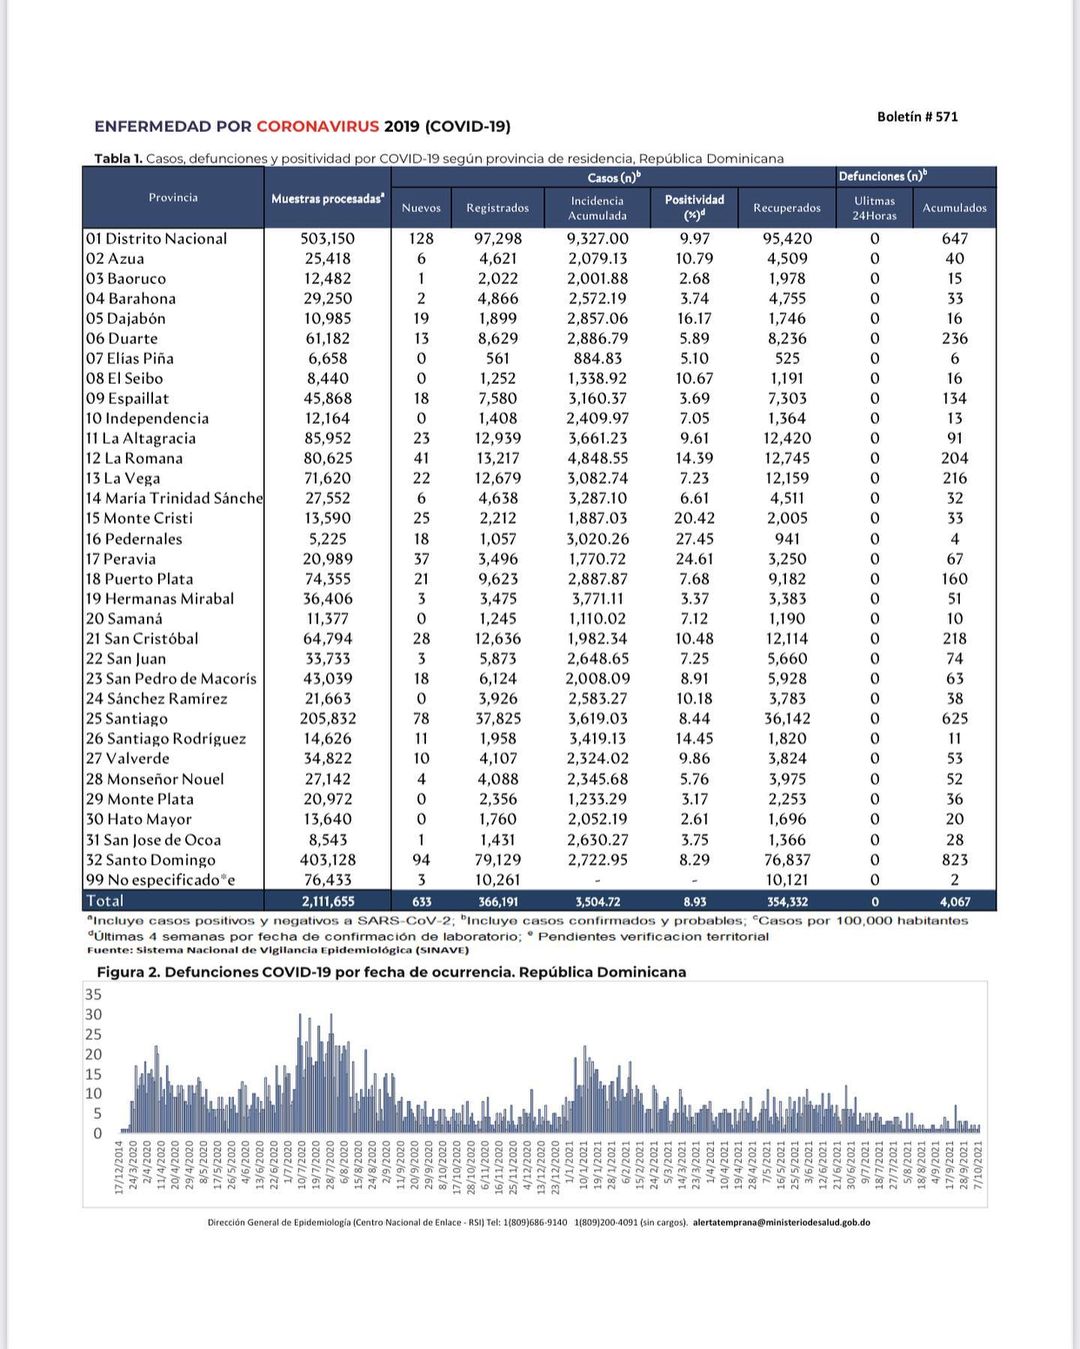 Boletín # 571
ENFERMEDAD POR CORONAVIRUS 2019 (COVID-19)
Tabla 1. Casos, defunciones y positividad por COVID-19 según provincia de residencia, República Dominicana
Provincia Muestras procesadasª Casos (n)ᵇ Defunciones (n)ᵇ
Nuevos Registrados Incidencia Acumulada Positividad (%)ᵈ Recuperados Ulitmas 24Horas Acumulados
01 Distrito Nacional 503,150 128 97,298 9,327.00 9.97 95,420 0 647
02 Azua 25,418 6 4,621 2,079.13 10.79 4,509 0 40
03 Baoruco 12,482 1 2,022 2,001.88 2.68 1,978 0 15
04 Barahona 29,250 2 4,866 2,572.19 3.74 4,755 0 33
05 Dajabón 10,985 19 1,899 2,857.06 16.17 1,746 0 16
06 Duarte 61,182 13 8,629 2,886.79 5.89 8,236 0 236
07 Elías Piña 6,658 0 561 884.83 5.10 525 0 6
08 El Seibo 8,440 0 1,252 1,338.92 10.67 1,191 0 16
09 Espaillat 45,868 18 7,580 3,160.37 3.69 7,303 0 134
10 Independencia 12,164 0 1,408 2,409.97 7.05 1,364 0 13
11 La Altagracia 85,952 23 12,939 3,661.23 9.61 12,420 0 91
12 La Romana 80,625 41 13,217 4,848.55 14.39 12,745 0 204
13 La Vega 71,620 22 12,679 3,082.74 7.23 12,159 0 216
14 María Trinidad Sánche 27,552 6 4,638 3,287.10 6.61 4,511 0 32
15 Monte Cristi 13,590 25 2,212 1,887.03 20.42 2,005 0 33
16 Pedernales 5,225 18 1,057 3,020.26 27.45 941 0 4
17 Peravia 20,989 37 3,496 1,770.72 24.61 3,250 0 67
18 Puerto Plata 74,355 21 9,623 2,887.87 7.68 9,182 0 160
19 Hermanas Mirabal 36,406 3 3,475 3,771.11 3.37 3,383 0 51
20 Samaná 11,377 0 1,245 1,110.02 7.12 1,190 0 10
21 San Cristóbal 64,794 28 12,636 1,982.34 10.48 12,114 0 218
22 San Juan 33,733 3 5,873 2,648.65 7.25 5,660 0 74
23 San Pedro de Macorís 43,039 18 6,124 2,008.09 8.91 5,928 0 63
24 Sánchez Ramírez 21,663 0 3,926 2,583.27 10.18 3,783 0 38
25 Santiago 205,832 78 37,825 3,619.03 8.44 36,142 0 625
26 Santiago Rodríguez 14,626 11 1,958 3,419.13 14.45 1,820 0 11
27 Valverde 34,822 10 4,107 2,324.02 9.86 3,824 0 53
28 Monseñor Nouel 27,142 4 4,088 2,345.68 5.76 3,975 0 52
29 Monte Plata 20,972 0 2,356 1,233.29 3.17 2,253 0 36
30 Hato Mayor 13,640 0 1,760 2,052.19 2.61 1,696 0 20
31 San Jose de Ocoa 8,543 1 1,431 2,630.27 3.75 1,366 0 28
32 Santo Domingo 403,128 94 79,129 2,722.95 8.29 76,837 0 823
99 No especificado*e 76,433 3 10,261 - - 10,121 0 2
Total 2,111,655 633 366,191 3,504.72 8.93 354,332 0 4,067
ªIncluye casos positivos y negativos a SARS-CoV-2; ᵇIncluye casos confirmados y probables; ᶜCasos por 100,000 habitantes
ᵈÚltimas 4 semanas por fecha de confirmación de laboratorio; ᵉ Pendientes verificacion territorial
Fuente: Sistema Nacional de Vigilancia Epidemiológica (SINAVE)
Figura 2. Defunciones COVID-19 por fecha de ocurrencia. República Dominicana
35
30
25
20
15
10
5
0
17/12/2014 24/3/2020 2/4/2020 11/4/2020 20/4/2020 29/4/2020 8/5/2020 17/5/2020 26/5/2020 4/6/2020 13/6/2020 22/6/2020 1/7/2020 10/7/2020 19/7/2020 28/7/2020 6/8/2020 15/8/2020 24/8/2020 2/9/2020 11/9/2020 20/9/2020 29/9/2020 8/10/2020 17/10/2020 28/10/2020 6/11/2020 16/11/2020 25/11/2020 4/12/2020 13/12/2020 23/12/2020 1/1/2021 10/1/2021 19/1/2021 28/1/2021 6/2/2021 15/2/2021 24/2/2021 5/3/2021 14/3/2021 23/3/2021 1/4/2021 10/4/2021 19/4/2021 28/4/2021 7/5/2021 16/5/2021 25/5/2021 3/6/2021 12/6/2021 21/6/2021 30/6/2021 9/7/2021 18/7/2021 27/7/2021 5/8/2021 18/8/2021 4/9/2021 17/9/2021 28/9/2021 7/10/2021
Dirección General de Epidemiología (Centro Nacional de Enlace - RSI) Tel: 1(809)686-9140 1(809)200-4091 (sin cargos). alertatemprana@ministeriodesalud.gob.do